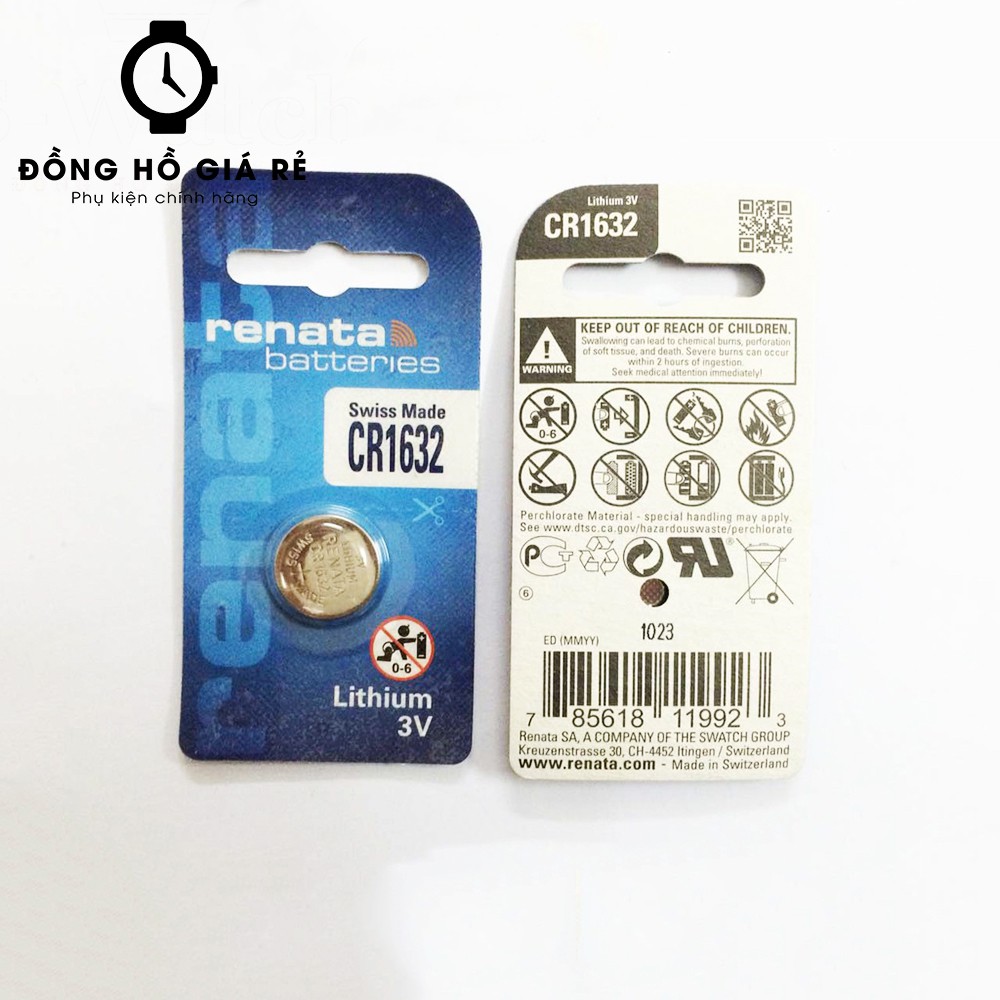 ĐỒNG HỒ GIÁ RẺ
Phụ kiện chính hãng
renata
renata
batteries
Swiss Made
CR1632
SWISS
LITHIUM
RENATA
0-6
Lithium
3V
Lithium 3V
CR1632
WARNING
KEEP OUT OF REACH OF CHILDREN.
Swallowing can lead to chemical burns, perforation
of soft tissue, and death. Severe burns can occur
within 2 hours of ingestion.
Seek medical attention immediately!
0-6
Perchlorate Material - special handling may apply.
See www.dtsc.ca.gov/hazardouswaste/perchlorate
6
1023
ED (MMYY)
7 85618 11992 3
Renata SA, A COMPANY OF THE SWATCH GROUP
Kreuzenstrasse 30, CH-4452 Itingen / Switzerland
www.renata.com - Made in Switzerland